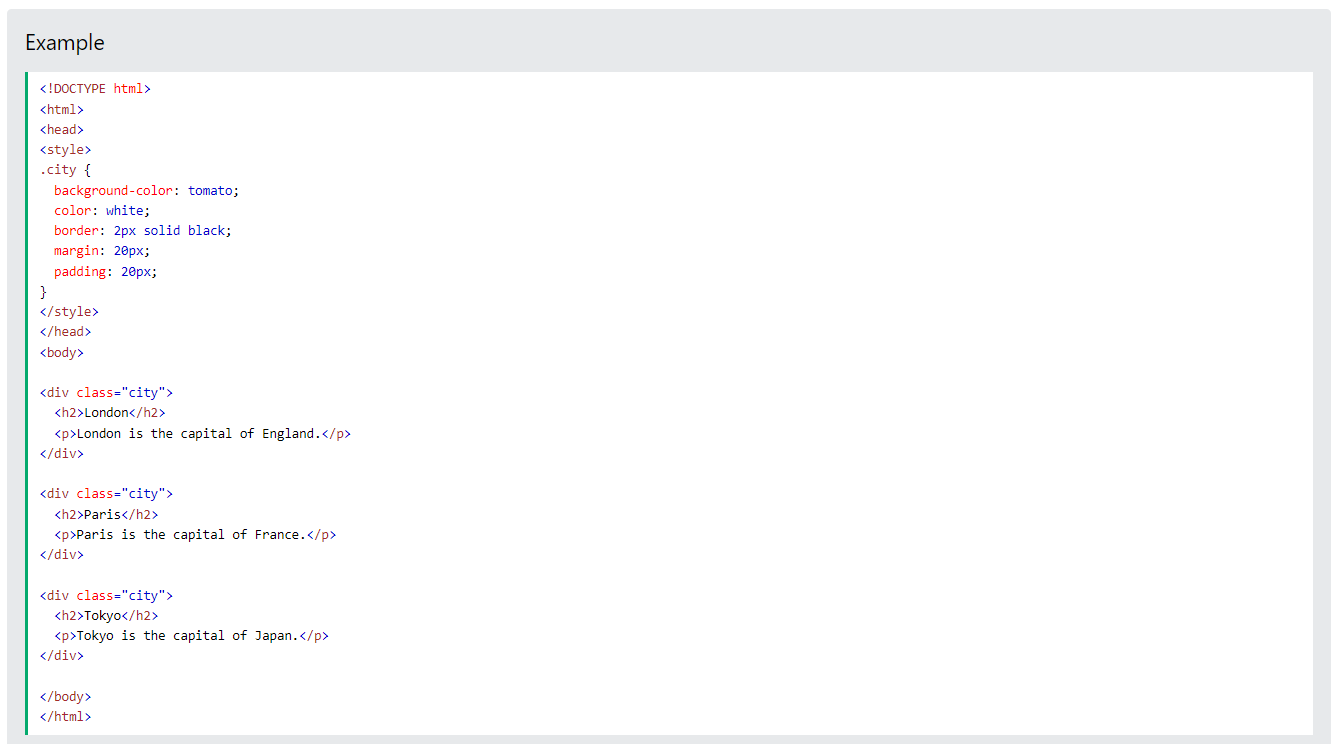 Example
<!DOCTYPE html>
<html>
<head>
<style>
.city {
  background-color: tomato;
  color: white;
  border: 2px solid black;
  margin: 20px;
  padding: 20px;
}
</style>
</head>
<body>

<div class="city">
  <h2>London</h2>
  <p>London is the capital of England.</p>
</div>

<div class="city">
  <h2>Paris</h2>
  <p>Paris is the capital of France.</p>
</div>

<div class="city">
  <h2>Tokyo</h2>
  <p>Tokyo is the capital of Japan.</p>
</div>

</body>
</html>